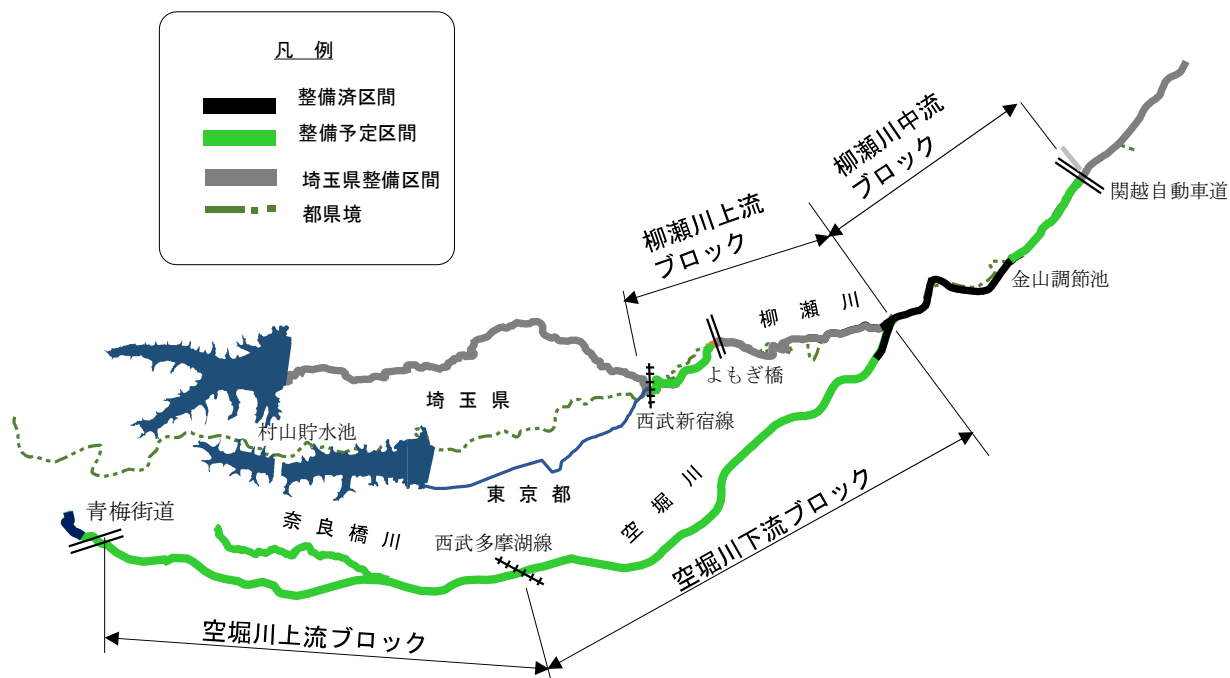 凡 例
整備済区間
整備予定区間
埼玉県整備区間
都県境
柳瀬川中流
ブロック
関越自動車道
柳瀬川上流
ブロック
金山調節池
柳瀬川
よもぎ橋
埼玉県
西武新宿線
村山貯水池
東京都
空堀川
青梅街道
奈良橋川
西武多摩湖線
空堀川下流ブロック
空堀川上流ブロック